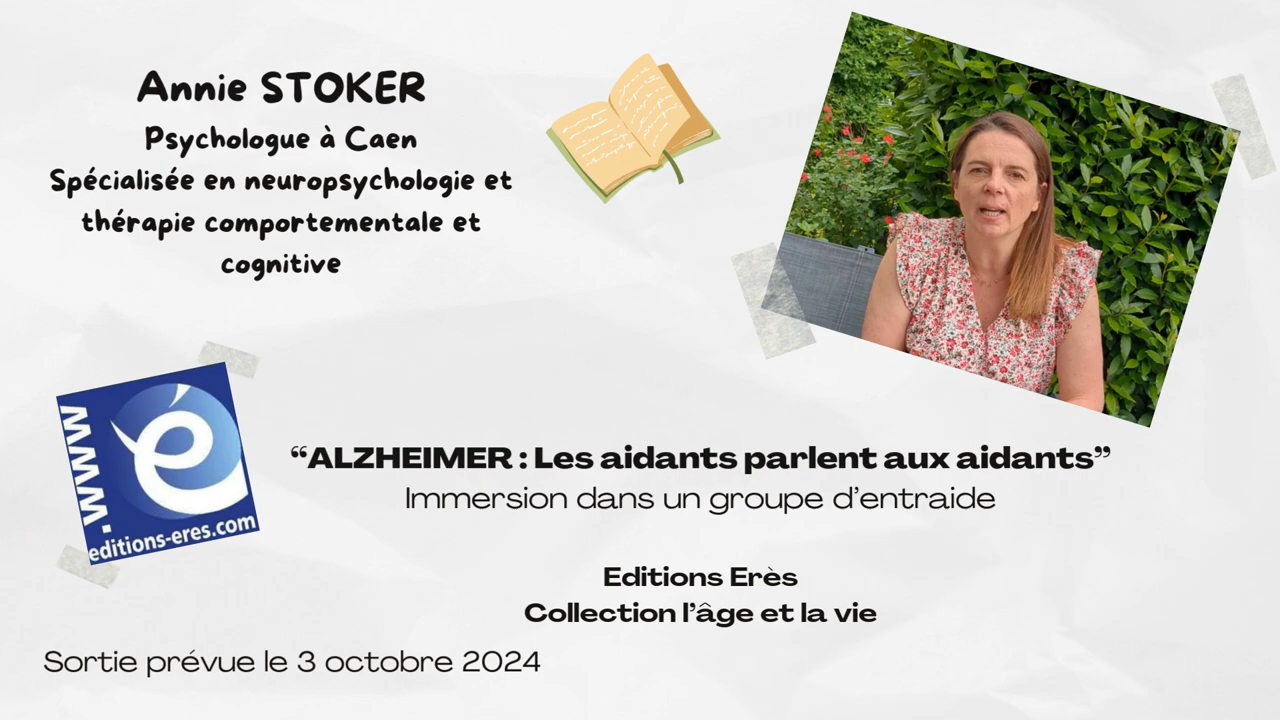 Annie STOKER
Psychologue à Caen
Spécialisée en neuropsychologie et
thérapie comportementale et
cognitive
www.
é
editions-eres.com
“ALZHEIMER : Les aidants parlent aux aidants”
Immersion dans un groupe d’entraide
Editions Erès
Collection l’âge et la vie
Sortie prévue le 3 octobre 2024